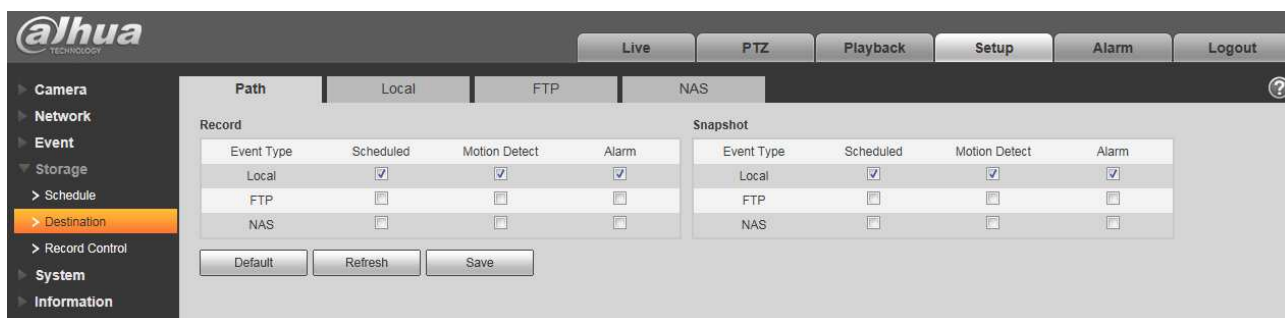 alhua
TECHNOLOGY
Live PTZ Playback Setup Alarm Logout
Camera
Network
Event
Storage
> Schedule
> Destination
> Record Control
System
Information
Path Local FTP NAS
?
Record
Event Type Scheduled Motion Detect Alarm
Local
FTP
NAS
Snapshot
Event Type Scheduled Motion Detect Alarm
Local
FTP
NAS
Default Refresh Save